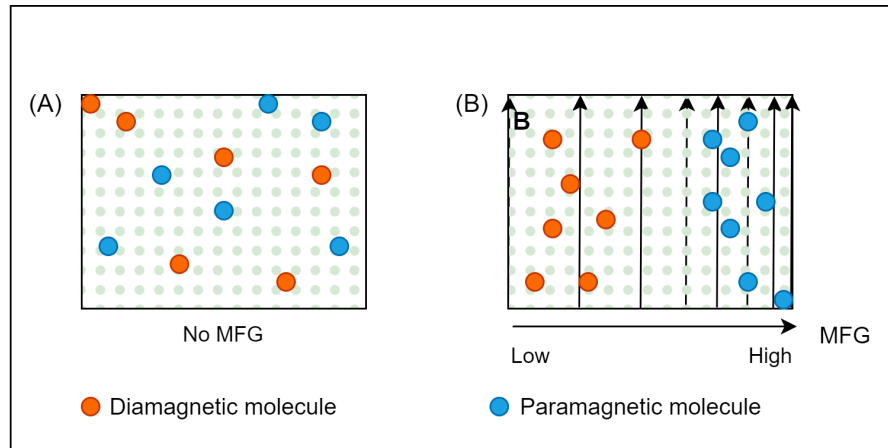 (A)
(B)
B
No MFG
MFG
Low
High
Diamagnetic molecule
Paramagnetic molecule